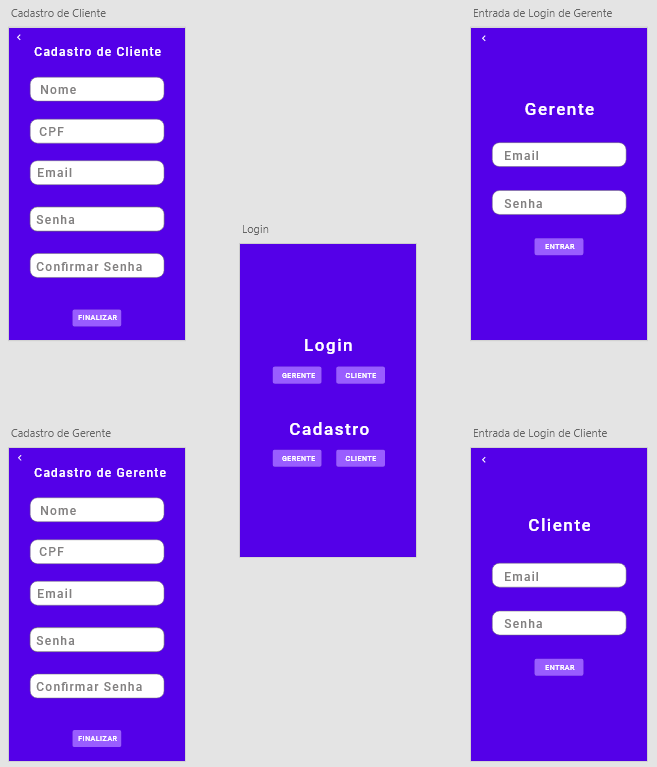 Cadastro de Cliente
Cadastro de Cliente
Nome
CPF
Email
Senha
Confirmar Senha
FINALIZAR
Entrada de Login de Gerente
Gerente
Email
Senha
ENTRAR
Login
Login
GERENTE CLIENTE
Cadastro
GERENTE CLIENTE
Cadastro de Gerente
Cadastro de Gerente
Nome
CPF
Email
Senha
Confirmar Senha
FINALIZAR
Entrada de Login de Cliente
Cliente
Email
Senha
ENTRAR